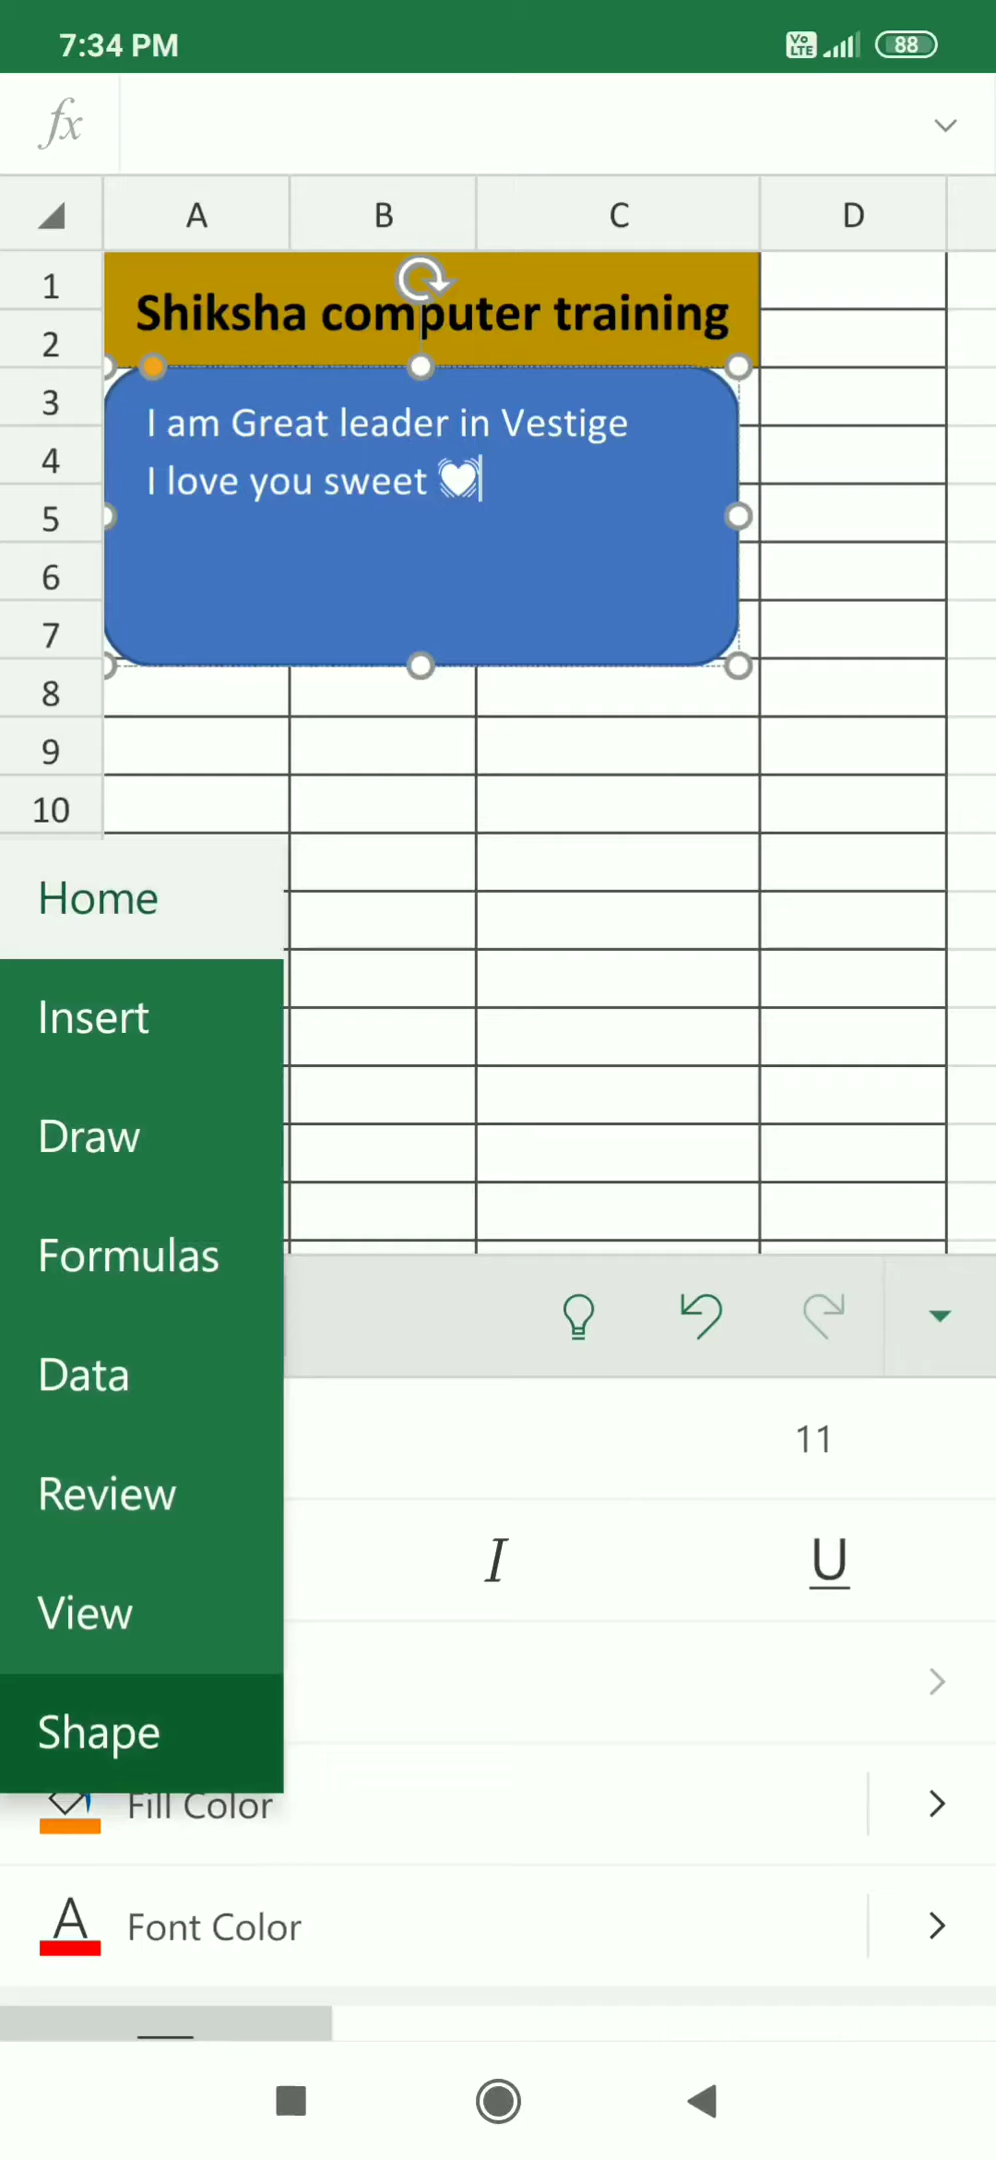 7:34 PM
Vo LTE
88
fx
A B C D
1
Shiksha computer training
2
3
I am Great leader in Vestige
4
I love you sweet 💓
5
6
7
8
9
10
Home
Insert
Draw
Formulas
Data
11
Review
I U
View
Shape
Fill Color
A Font Color